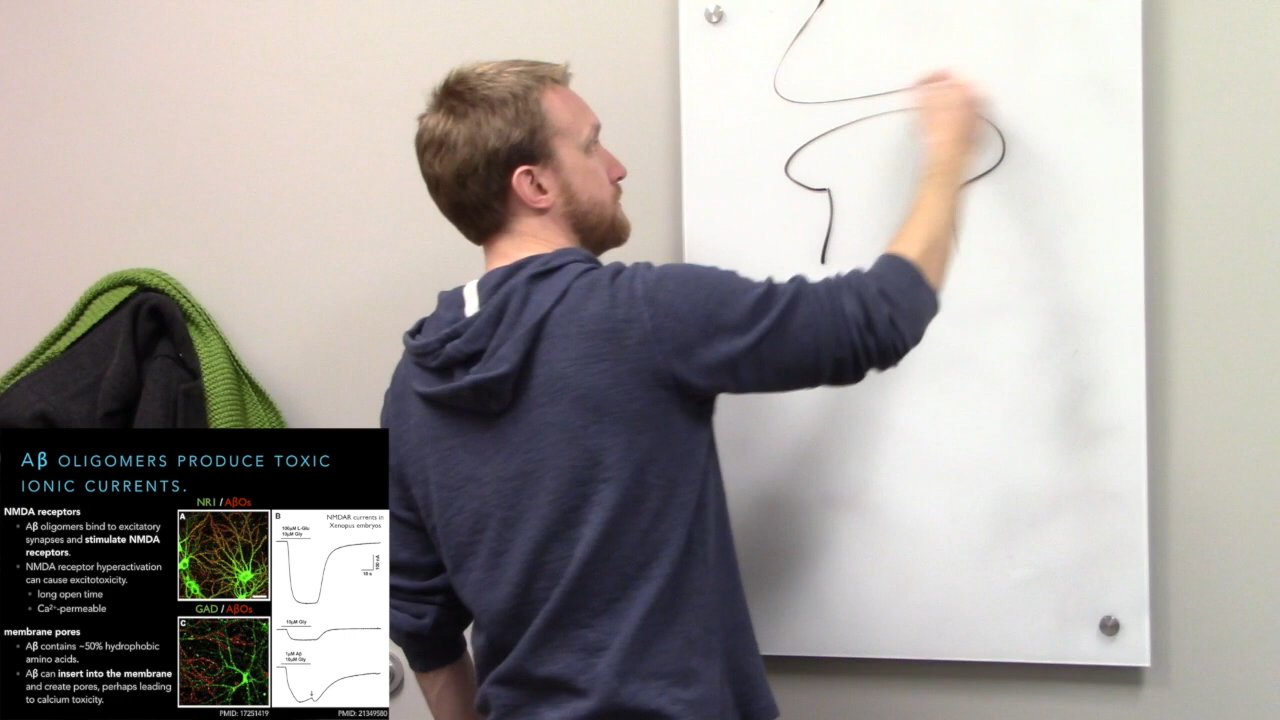 Aβ OLIGOMERS PRODUCE TOXIC
IONIC CURRENTS.
NMDA receptors
Aβ oligomers bind to excitatory
synapses and stimulate NMDA
receptors.
NMDA receptor hyperactivation
can cause excitotoxicity.
long open time
Ca²⁺-permeable
membrane pores
Aβ contains ~50% hydrophobic
amino acids.
Aβ can insert into the membrane
and create pores, perhaps leading
to calcium toxicity.
NR1 / AβOs
A
GAD / AβOs
C
PMID: 17251419
B
NMDAR currents in
Xenopus embryos
100μM L-Glu
10μM Gly
100 nA
10 s
10μM Gly
1μM Aβ
10μM Gly
PMID: 21349580